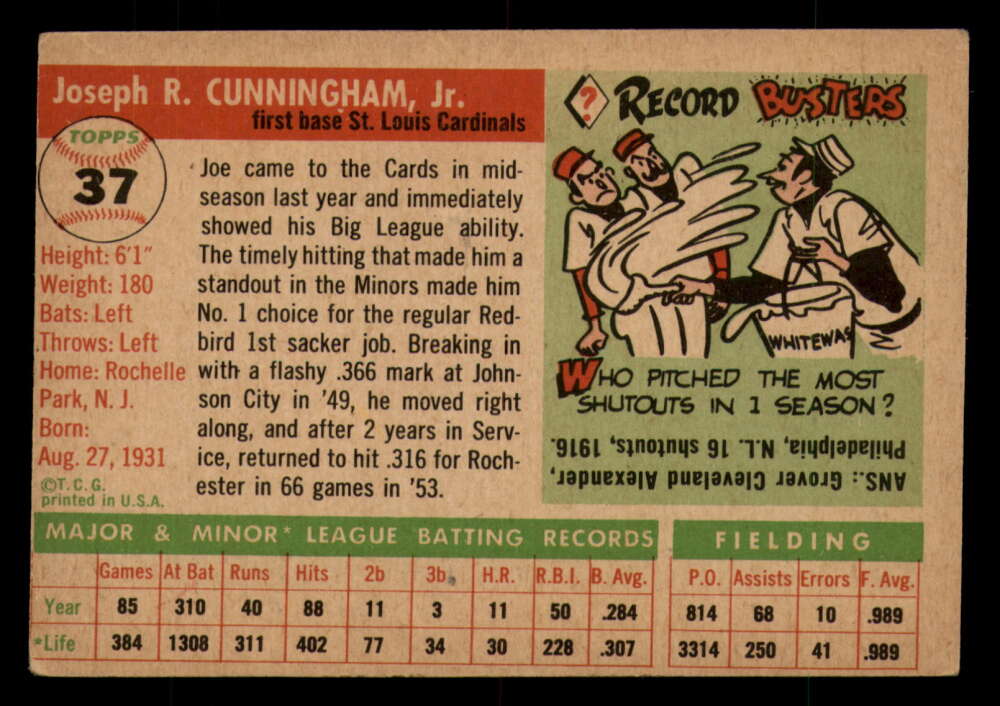 Joseph R. CUNNINGHAM, Jr.
first base St. Louis Cardinals
TOPPS
37
Height: 6'1"
Weight: 180
Bats: Left
Throws: Left
Home: Rochelle
Park, N. J.
Born:
Aug. 27, 1931
©T.C.G.
printed in U.S.A.
Joe came to the Cards in mid-
season last year and immediately
showed his Big League ability.
The timely hitting that made him a
standout in the Minors made him
No. 1 choice for the regular Red-
bird 1st sacker job. Breaking in
with a flashy .366 mark at John-
son City in '49, he moved right
along, and after 2 years in Serv-
ice, returned to hit .316 for Roch-
ester in 66 games in '53.
? RECORD BUSTERS
WHITEWAS
WHO PITCHED THE MOST
SHUTOUTS IN 1 SEASON?
ANS.: Grover Cleveland Alexander,
Philadelphia, N.L. 16 shutouts, 1916.
MAJOR & MINOR* LEAGUE BATTING RECORDS FIELDING
Games At Bat Runs Hits 2b 3b H.R. R.B.I. B. Avg. P.O. Assists Errors F. Avg.
Year 85 310 40 88 11 3 11 50 .284 814 68 10 .989
*Life 384 1308 311 402 77 34 30 228 .307 3314 250 41 .989